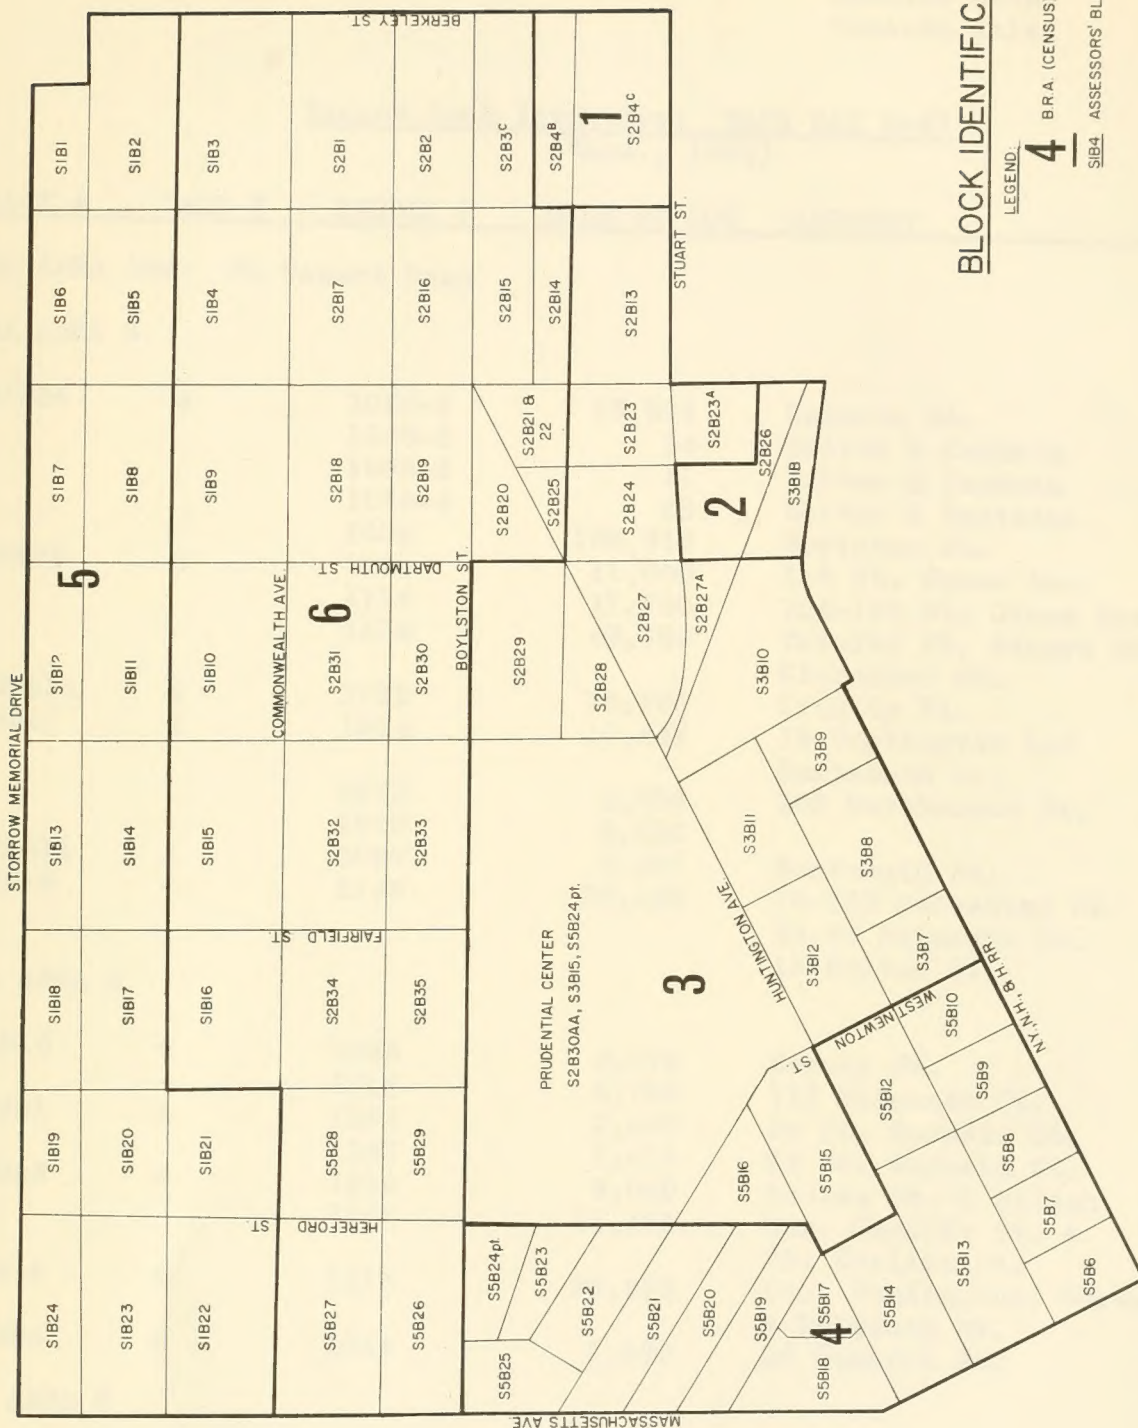 STORROW MEMORIAL DRIVE
S1B24
S1B19
S1B18
S1B13
S1B12
S1B7
S1B6
S1B1
5
S1B23
S1B20
S1B17
S1B14
S1B11
S1B8
S1B5
S1B2
S1B22
S1B21
S1B16
S1B15
S1B10
S1B9
S1B4
S1B3
HEREFORD ST.
FAIRFIELD ST.
COMMONWEALTH AVE.
DARTMOUTH ST.
BERKELEY ST.
6
S5B27
S5B28
S2B34
S2B32
S2B31
S2B18
S2B17
S2B1
S5B26
S5B29
S2B35
S2B33
S2B30
S2B19
S2B16
S2B2
BOYLSTON ST.
MASSACHUSETTS AVE.
S5B25
S5B24pt.
S5B23
S5B22
S5B21
S5B20
S5B19
S5B18
S5B17
4
S5B14
S5B16
S5B15
PRUDENTIAL CENTER
S2B30AA, S3B15, S5B24pt.
3
S2B29
S2B28
S2B27
S2B27A
S2B20
S2B21 &
22
S2B25
S2B15
S2B14
S2B3C
S2B4B
1
S2B4C
S2B24
S2B23
S2B13
STUART ST.
2
S2B23A
S2B26
S3B1B
HUNTINGTON AVE.
S3B10
S3B9
S3B11
S3B8
S3B12
S3B7
WEST NEWTON ST.
S5B12
S5B10
S5B9
S5B13
S5B8
S5B7
S5B6
N.Y., N.H., & H. RR.
BLOCK IDENTIFIC
LEGEND:
4 B.R.A. (CENSUS)
S1B4 ASSESSORS' BL